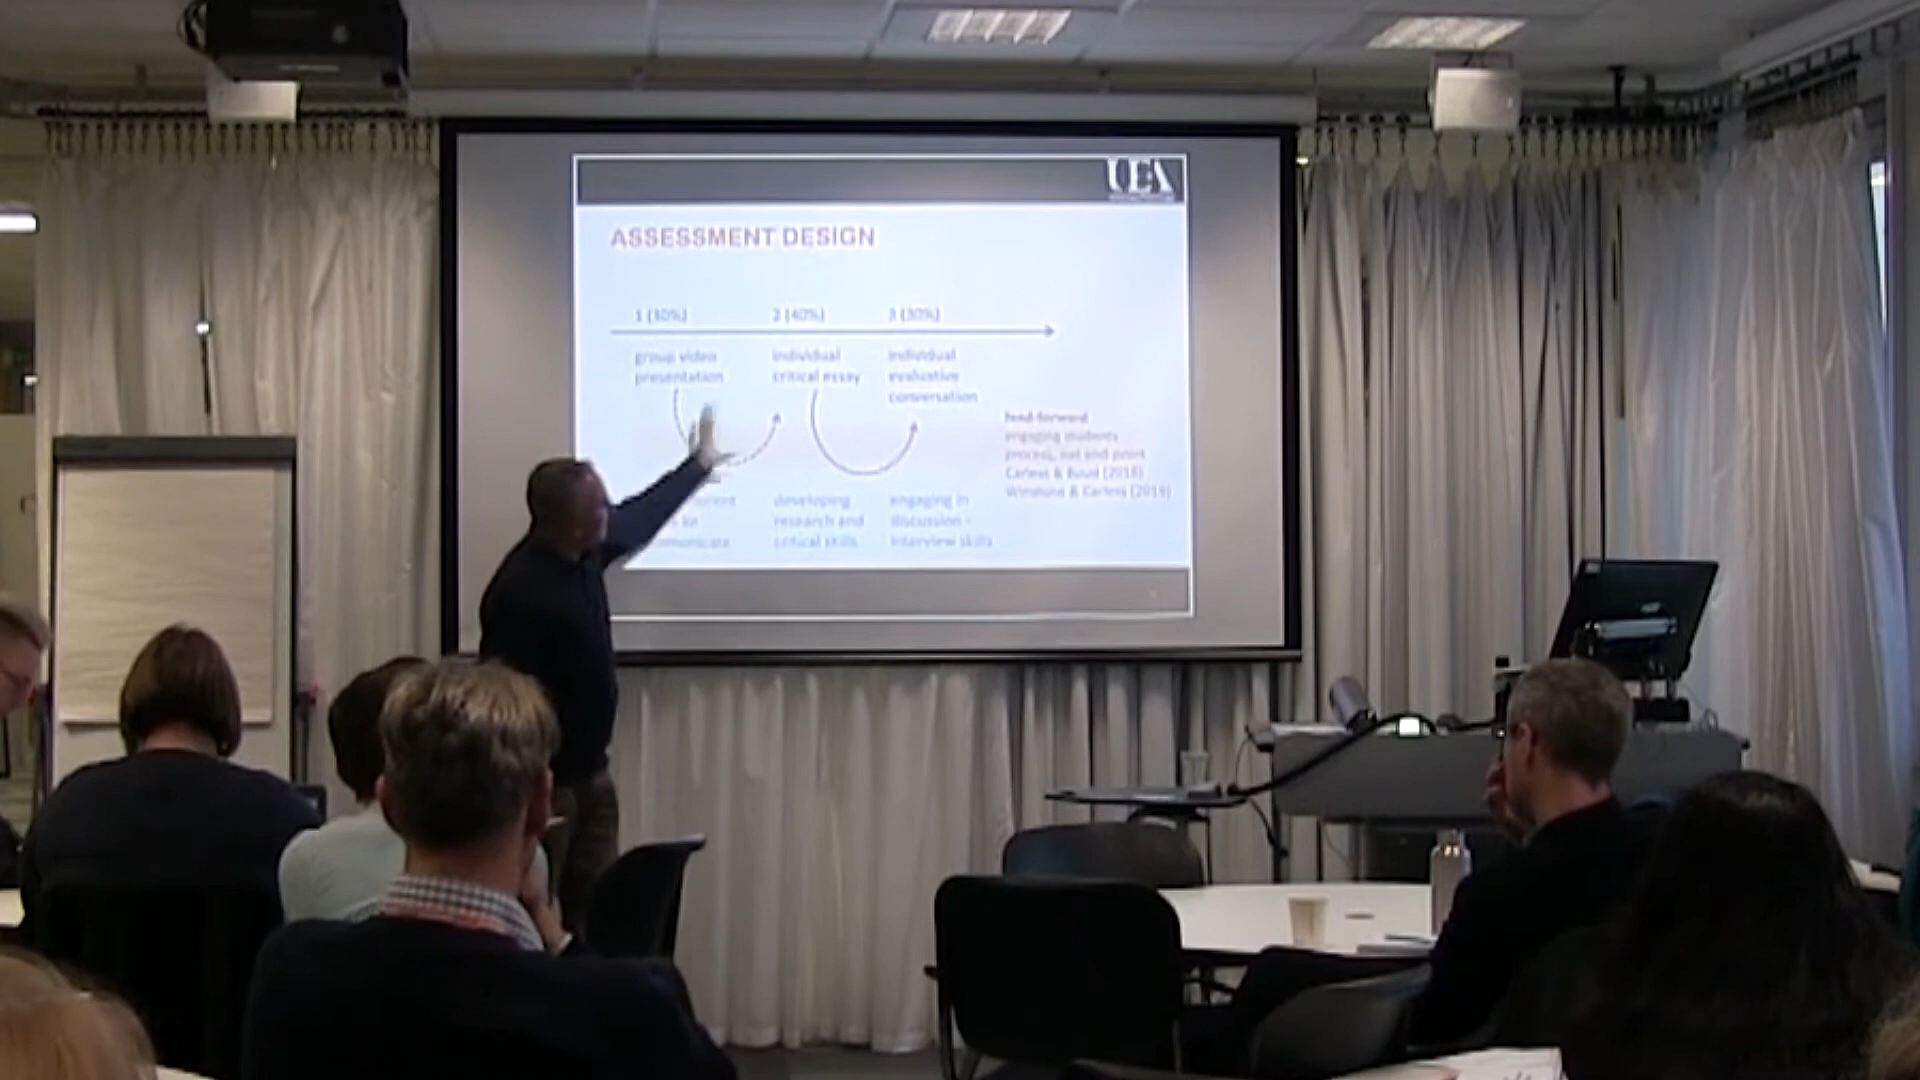 UEA
ASSESSMENT DESIGN
1 (30%) 2 (40%) 3 (30%)
group video individual individual
presentation critical essay evaluative
conversation
feed-forward
engaging students
process, not end point
Carless & Boud (2018)
Winstone & Carless (2019)
developing engaging in
research and discussion -
communicate critical skills interview skills